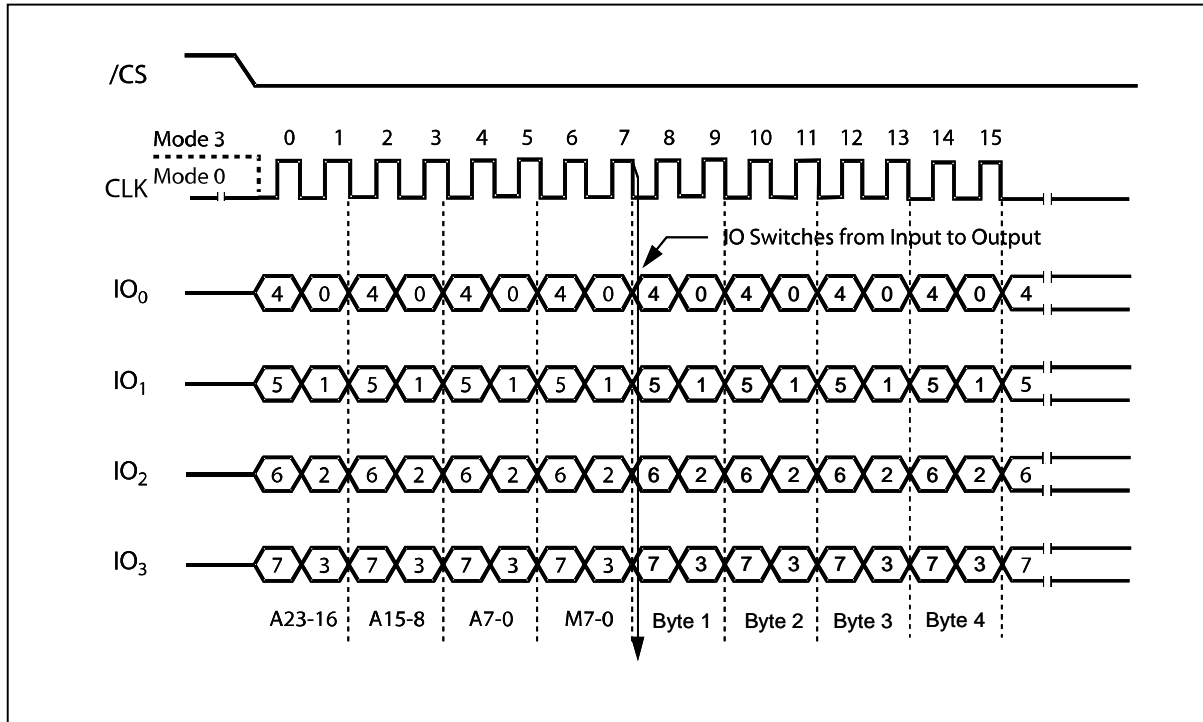 /CS
Mode 3 0 1 2 3 4 5 6 7 8 9 10 11 12 13 14 15
CLK Mode 0
IO Switches from Input to Output
IO0 4 0 4 0 4 0 4 0 4 0 4 0 4 0 4 0 4
IO1 5 1 5 1 5 1 5 1 5 1 5 1 5 1 5 1 5
IO2 6 2 6 2 6 2 6 2 6 2 6 2 6 2 6 2 6
IO3 7 3 7 3 7 3 7 3 7 3 7 3 7 3 7 3 7
A23-16 A15-8 A7-0 M7-0 Byte 1 Byte 2 Byte 3 Byte 4